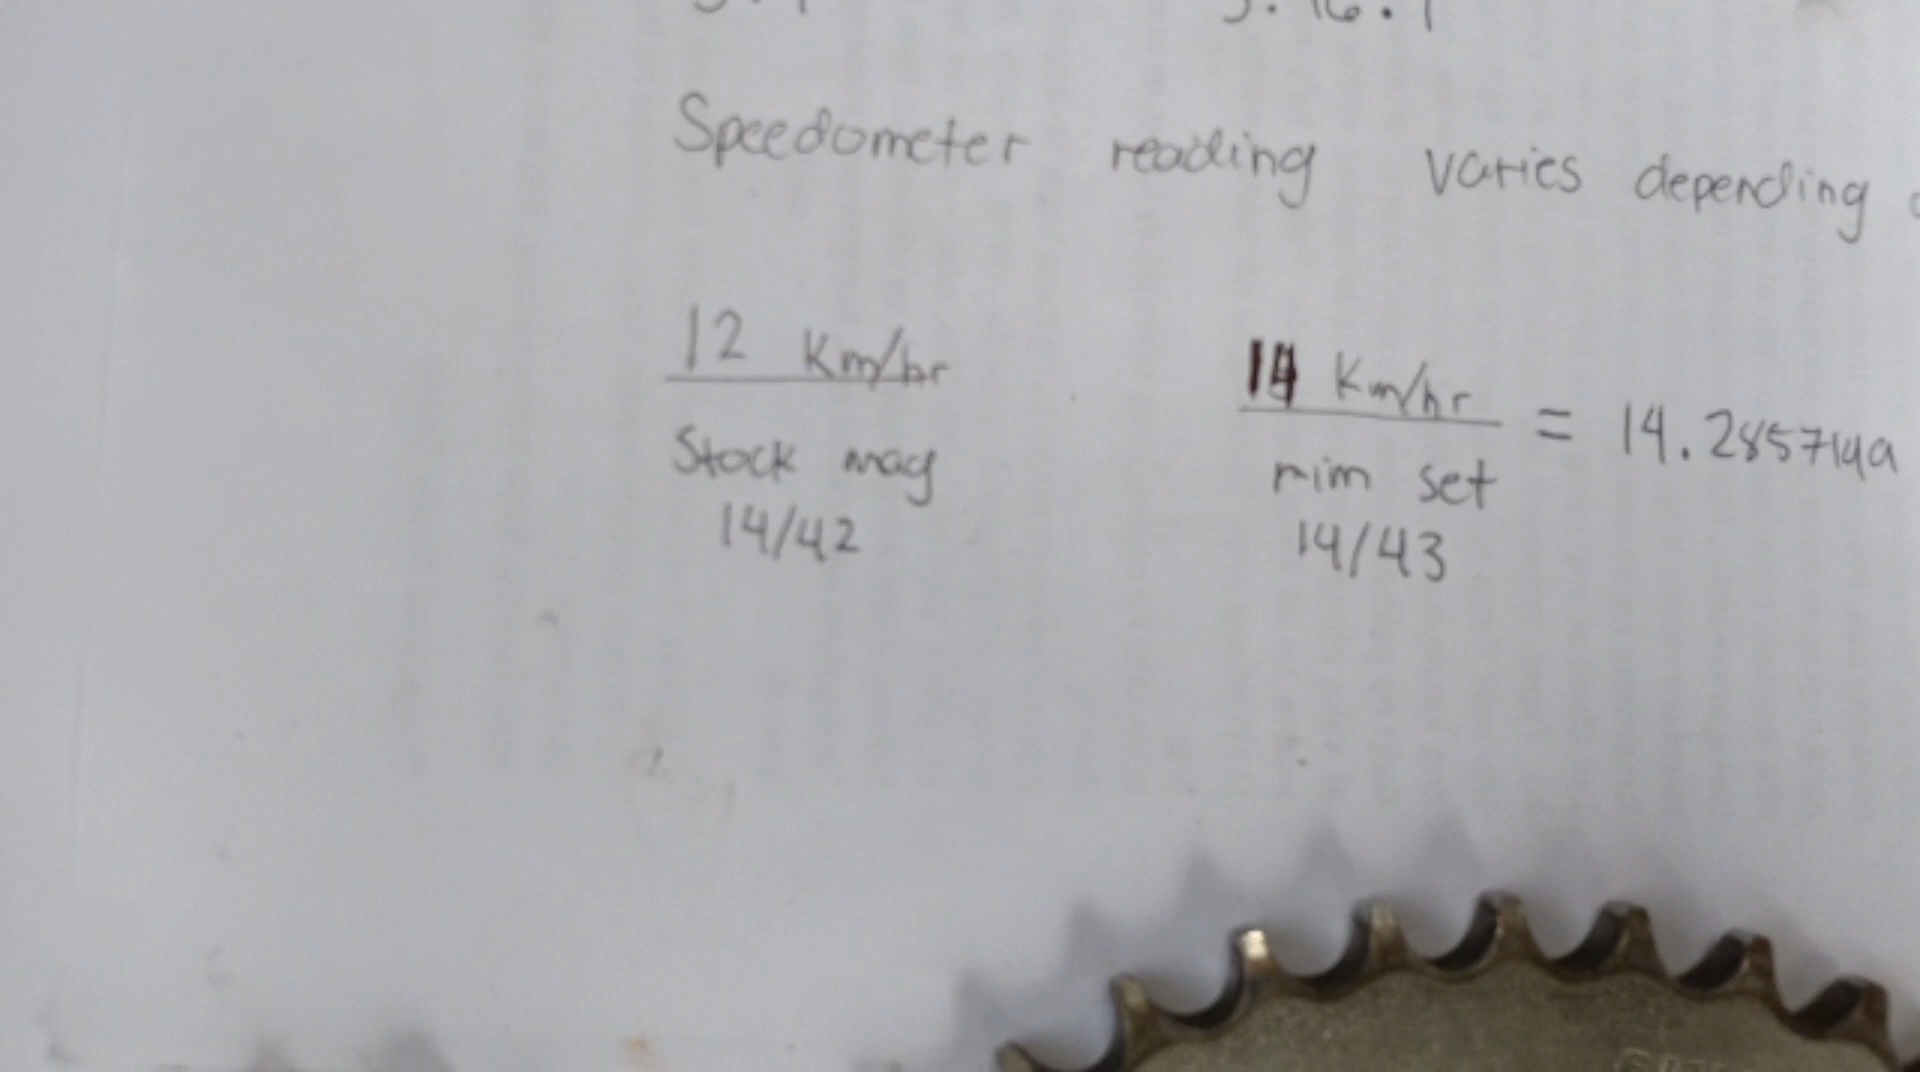 Speedometer reading varies depending
12 Km/hr
Stock mag
14/42
14 Km/hr = 14.285714
rim set
14/43